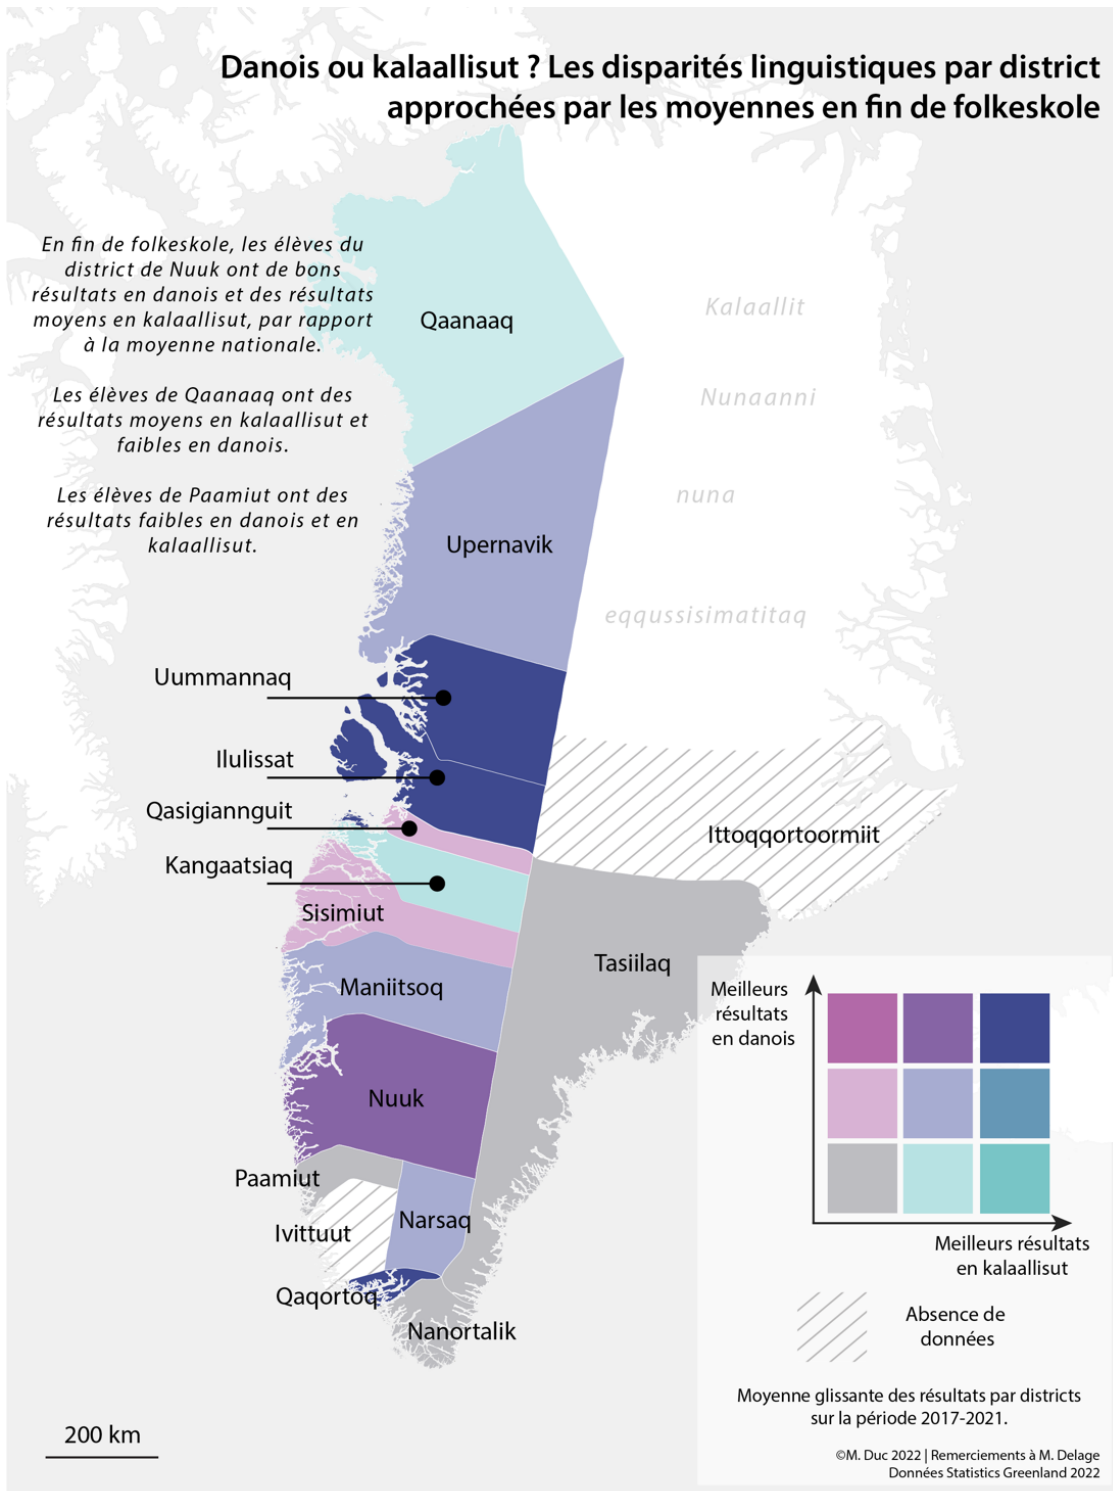 Danois ou kalaallisut ? Les disparités linguistiques par district
approchées par les moyennes en fin de folkeskole
En fin de folkeskole, les élèves du
district de Nuuk ont de bons
résultats en danois et des résultats
moyens en kalaallisut, par rapport
à la moyenne nationale.
Les élèves de Qaanaaq ont des
résultats moyens en kalaallisut et
faibles en danois.
Les élèves de Paamiut ont des
résultats faibles en danois et en
kalaallisut.
Qaanaaq
Kalaallit
Nunaanni
nuna
eqqussisimatitaq
Upernavik
Uummannaq
Ilulissat
Qasigiannguit
Kangaatsiaq
Sisimiut
Maniitsoq
Nuuk
Paamiut
Ivittuut
Narsaq
Qaqortoq
Nanortalik
Ittoqqortoormiit
Tasiilaq
Meilleurs
résultats
en danois
Meilleurs résultats
en kalaallisut
Absence de
données
Moyenne glissante des résultats par districts
sur la période 2017-2021.
©M. Duc 2022 | Remerciements à M. Delage
Données Statistics Greenland 2022
200 km